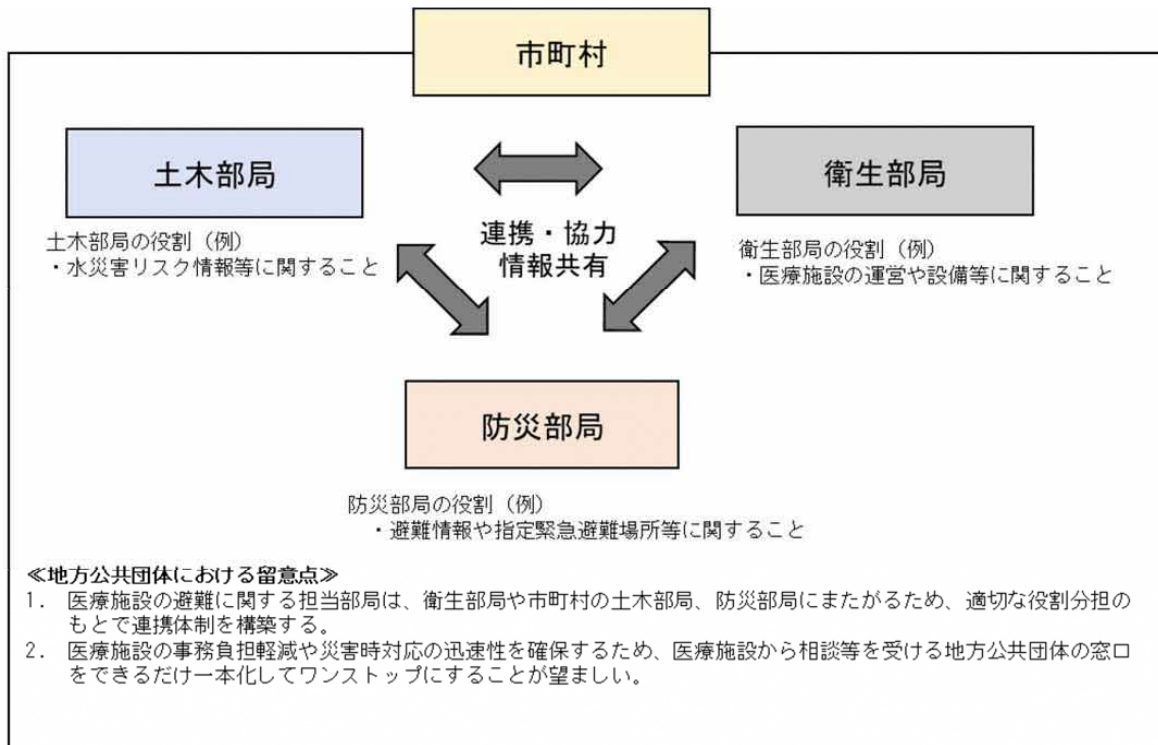 市町村
土木部局
衛生部局
土木部局の役割（例）
・水災害リスク情報等に関すること
連携・協力
情報共有
衛生部局の役割（例）
・医療施設の運営や設備等に関すること
防災部局
防災部局の役割（例）
・避難情報や指定緊急避難場所等に関すること
≪地方公共団体における留意点≫
1． 医療施設の避難に関する担当部局は、衛生部局や市町村の土木部局、防災部局にまたがるため、適切な役割分担の
もとで連携体制を構築する。
2． 医療施設の事務負担軽減や災害時対応の迅速性を確保するため、医療施設から相談等を受ける地方公共団体の窓口
をできるだけ一本化してワンストップにすることが望ましい。